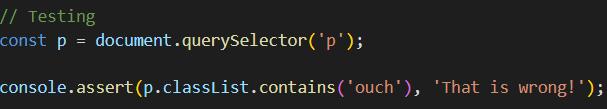 // Testing
const p = document.querySelector('p');
console.assert(p.classList.contains('ouch'), 'That is wrong!');